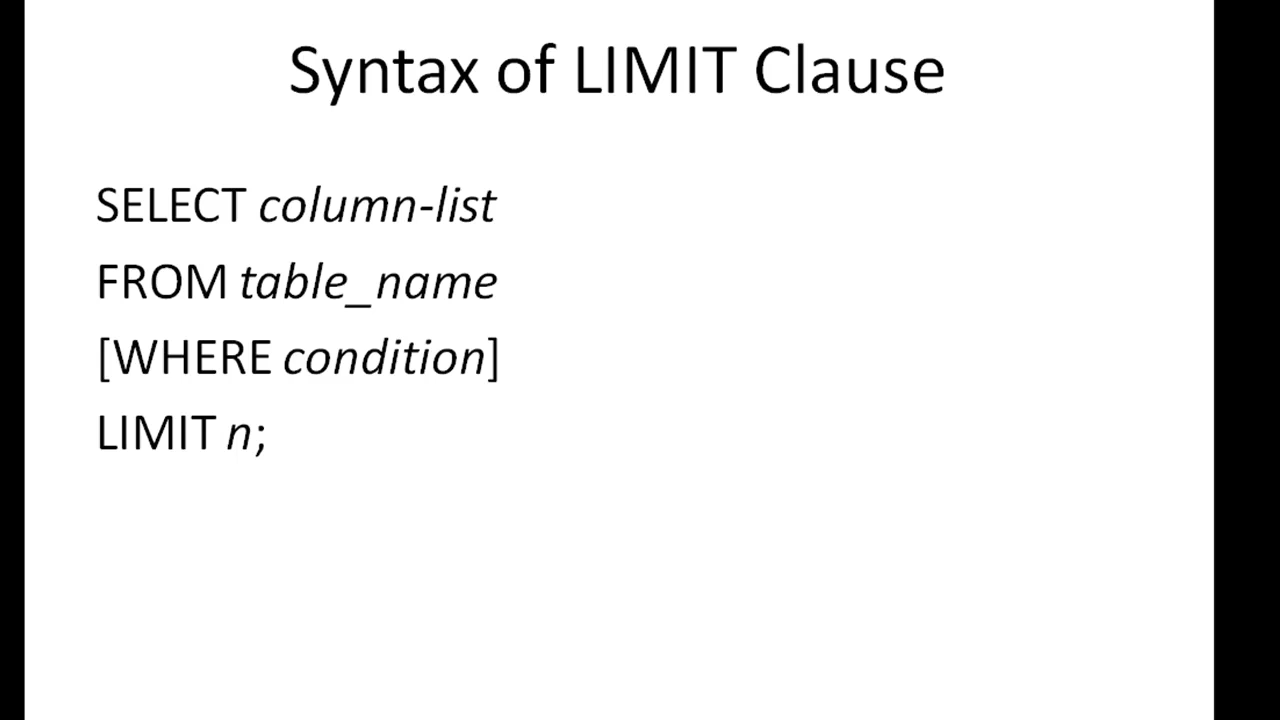 Syntax of LIMIT Clause
SELECT column-list
FROM table_name
[WHERE condition]
LIMIT n;